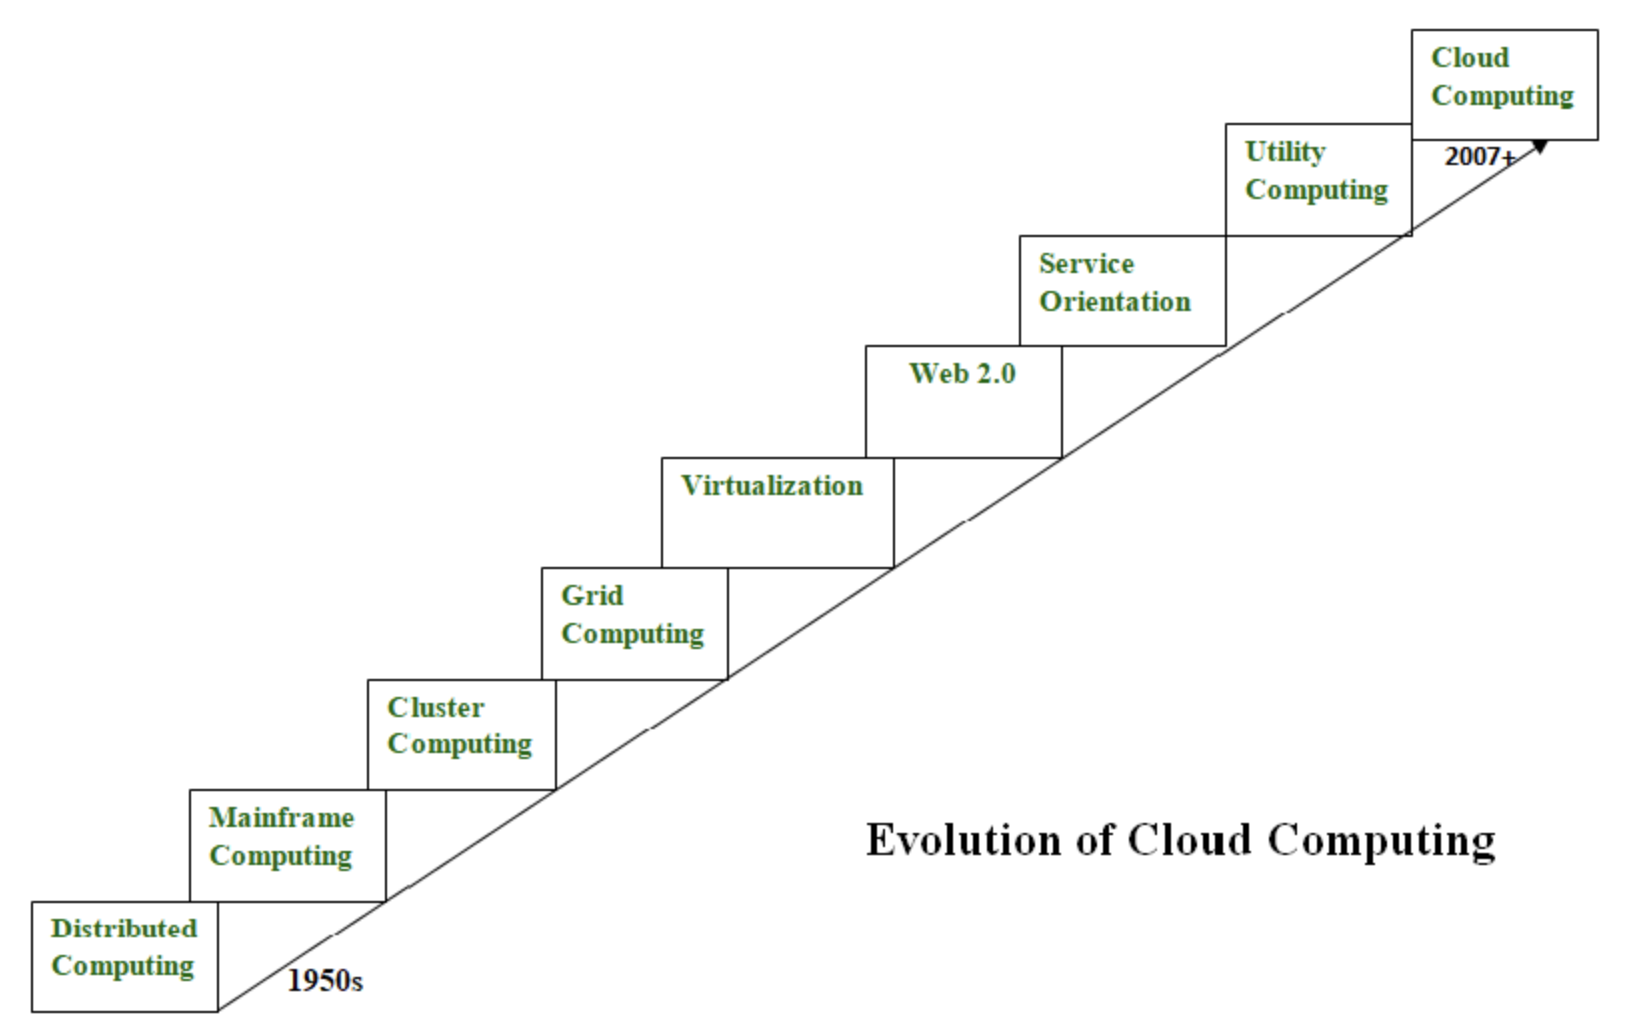 Cloud
Computing
2007+
Utility
Computing
Service
Orientation
Web 2.0
Virtualization
Grid
Computing
Cluster
Computing
Mainframe
Computing
Evolution of Cloud Computing
Distributed
Computing
1950s